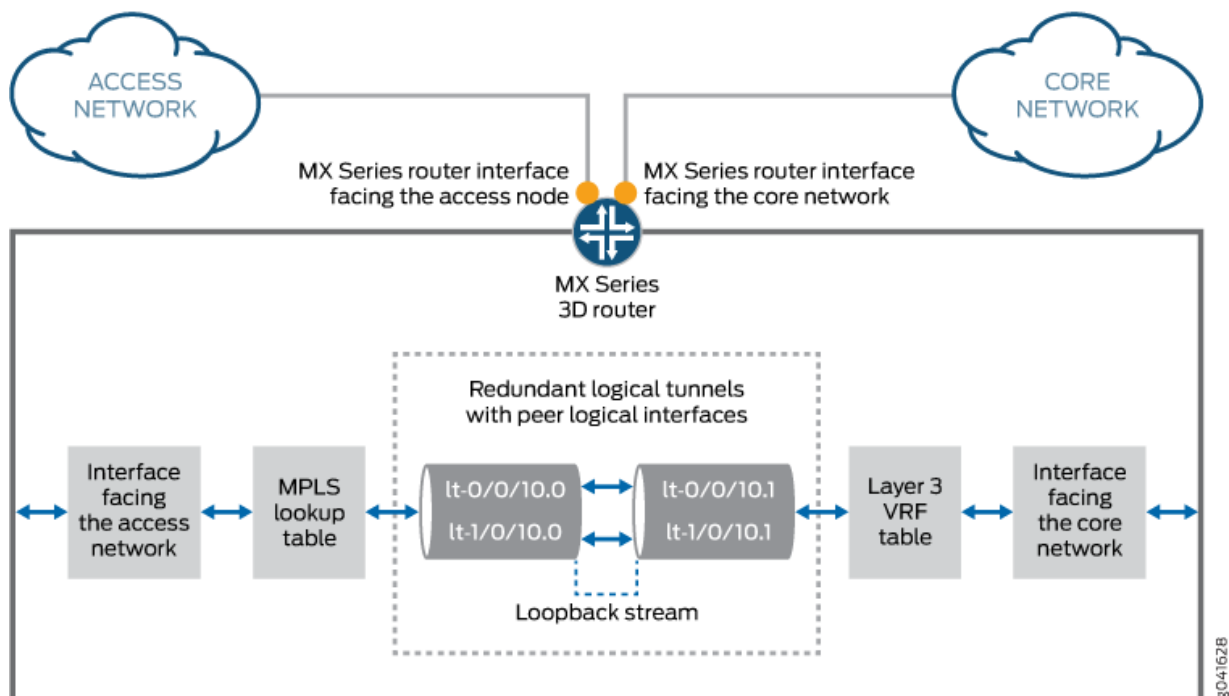 ACCESS
NETWORK
CORE
NETWORK
MX Series router interface
facing the access node
MX Series router interface
facing the core network
MX Series
3D router
Redundant logical tunnels
with peer logical interfaces
Interface
facing
the access
network
MPLS
lookup
table
lt-0/0/10.0
lt-1/0/10.0
lt-0/0/10.1
lt-1/0/10.1
Layer 3
VRF
table
Interface
facing
the core
network
Loopback stream
g041628